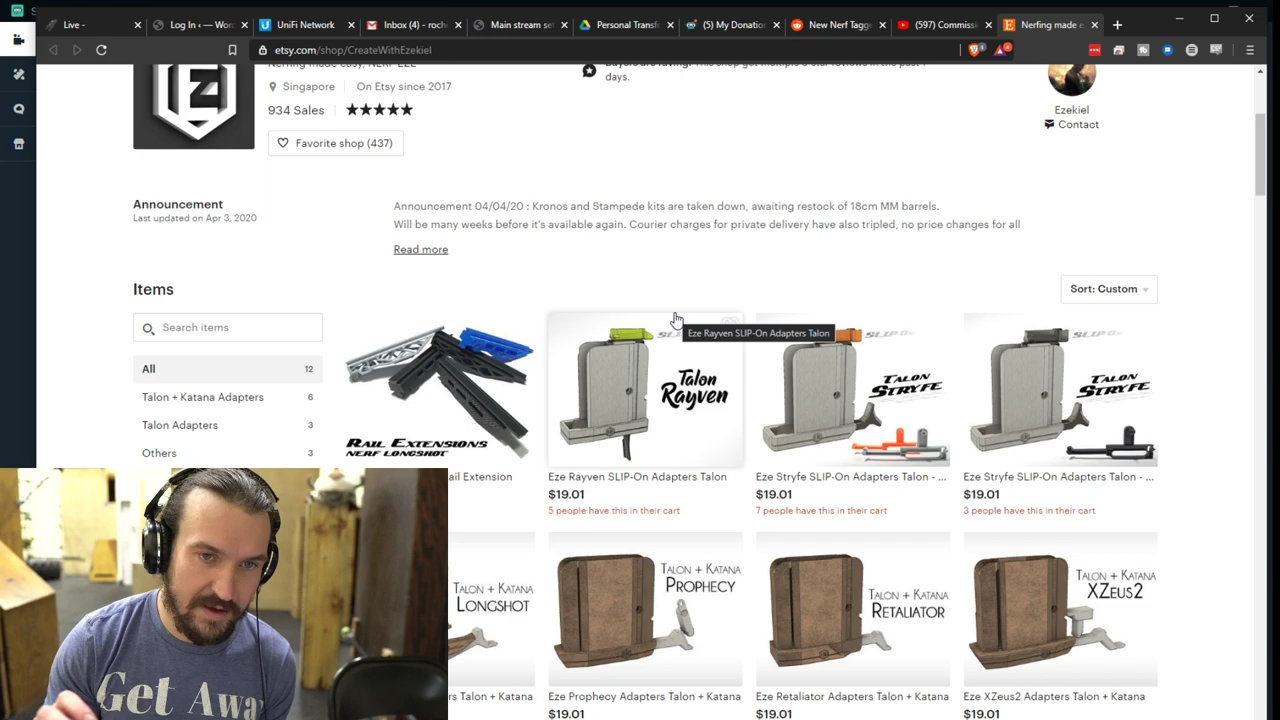 Live -
Log In ‹ — Wor
UniFi Network
Inbox (4) - roche
Main stream se
Personal Transf
(5) My Donatio
New Nerf Tagge
(597) Commiss
Nerfing made e
etsy.com/shop/CreateWithEzekiel
Nerfing made easy, NERF-EZE
days.
Singapore
On Etsy since 2017
934 Sales
Favorite shop (437)
EZ
Ezekiel
Contact
Announcement
Last updated on Apr 3, 2020
Announcement 04/04/20 : Kronos and Stampede kits are taken down, awaiting restock of 18cm MM barrels.
Will be many weeks before it's available again. Courier charges for private delivery have also tripled, no price changes for all
Read more
Items
Sort: Custom
Search items
All 12
Talon + Katana Adapters 6
Talon Adapters 3
Others 3
RAIL EXTENSIONS
NERF LONGSHOT
Talon
Rayven
TALON
STRYFE
TALON
STRYFE
Eze Rayven SLIP-On Adapters Talon
ail Extension
Eze Rayven SLIP-On Adapters Talon
$19.01
5 people have this in their cart
Eze Stryfe SLIP-On Adapters Talon - ...
$19.01
7 people have this in their cart
Eze Stryfe SLIP-On Adapters Talon - ...
$19.01
3 people have this in their cart
TALON + KATANA
LONGSHOT
TALON + KATANA
PROPHECY
TALON + KATANA
RETALIATOR
TALON + KATANA
XZEUS2
rs Talon + Katana
Eze Prophecy Adapters Talon + Katana
$19.01
Eze Retaliator Adapters Talon + Katana
$19.01
Eze XZeus2 Adapters Talon + Katana
$19.01
Get Awa